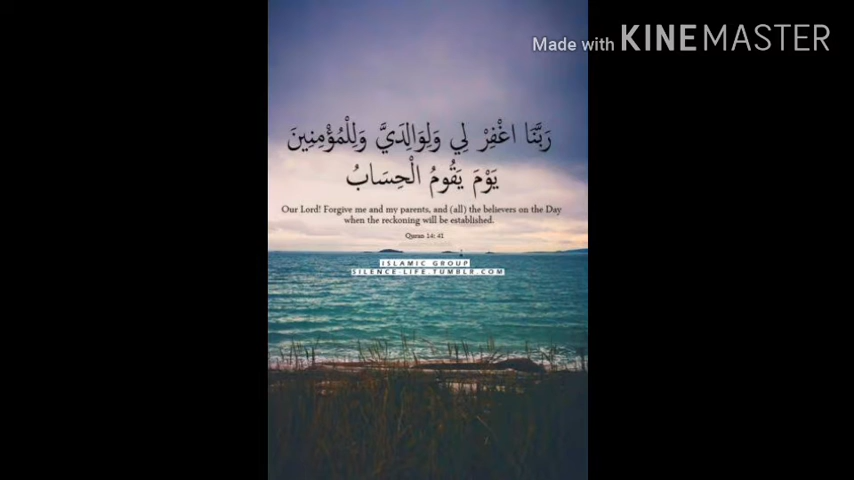 Made with KINEMASTER
رَبَّنَا اغْفِرْ لِي وَلِوَالِدَيَّ وَلِلْمُؤْمِنِينَ
يَوْمَ يَقُومُ الْحِسَابُ
Our Lord! Forgive me and my parents, and (all) the believers on the Day
when the reckoning will be established.
Quran 14: 41
ISLAMIC GROUP
SILENCE-LIFE.TUMBLR.COM